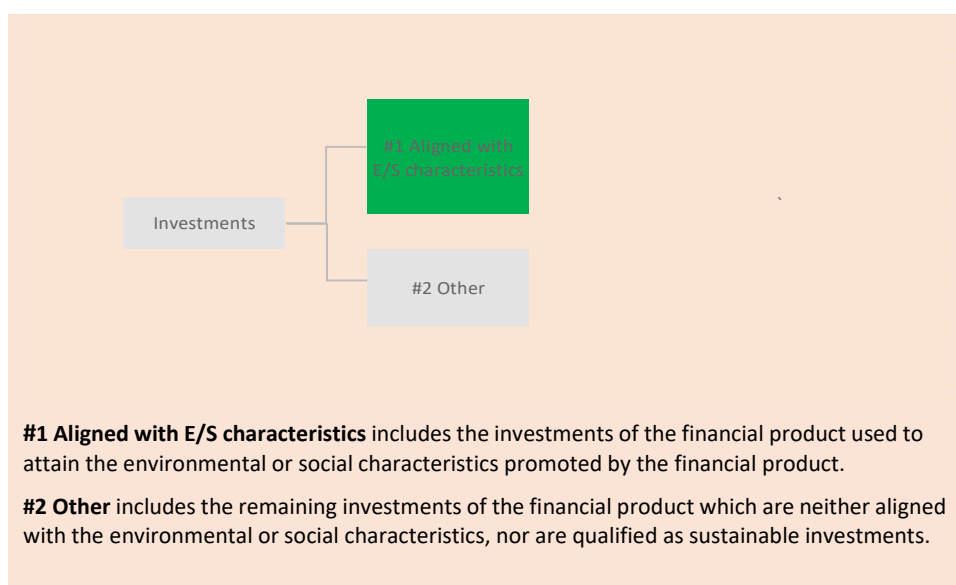 #1 Aligned with
E/S characteristics
Investments
#2 Other
`
#1 Aligned with E/S characteristics includes the investments of the financial product used to
attain the environmental or social characteristics promoted by the financial product.
#2 Other includes the remaining investments of the financial product which are neither aligned
with the environmental or social characteristics, nor are qualified as sustainable investments.